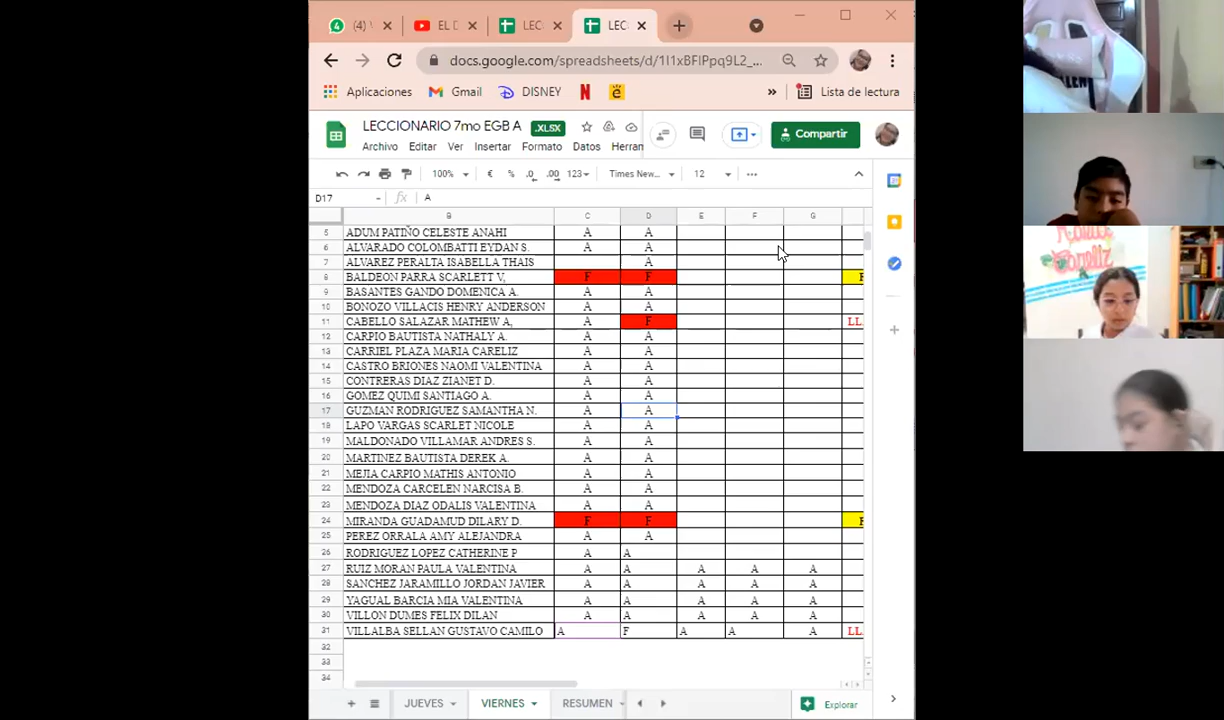 (4)
EL D
LECC
LEC
docs.google.com/spreadsheets/d/1I1xBFIPpq9L2_...
Aplicaciones Gmail DISNEY Lista de lectura
LECCIONARIO 7mo EGB A .XLSX
Compartir
Archivo Editar Ver Insertar Formato Datos Herran
100% € % .0 .00 123 Times New... 12
D17 fx A
B C D E F G
5 ADUM PATIÑO CELESTE ANAHI A A
6 ALVARADO COLOMBATTI EYDAN S. A A
7 ALVAREZ PERALTA ISABELLA THAIS A
8 BALDEON PARRA SCARLETT V, F F
9 BASANTES GANDO DOMENICA A. A A
10 BONOZO VILLACIS HENRY ANDERSON A A
11 CABELLO SALAZAR MATHEW A, A F LL
12 CARPIO BAUTISTA NATHALY A. A A
13 CARRIEL PLAZA MARIA CARELIZ A A
14 CASTRO BRIONES NAOMI VALENTINA A A
15 CONTRERAS DIAZ ZIANET D. A A
16 GOMEZ QUIMI SANTIAGO A. A A
17 GUZMAN RODRIGUEZ SAMANTHA N. A A
18 LAPO VARGAS SCARLET NICOLE A A
19 MALDONADO VILLAMAR ANDRES S. A A
20 MARTINEZ BAUTISTA DEREK A. A A
21 MEJIA CARPIO MATHIS ANTONIO A A
22 MENDOZA CARCELEN NARCISA B. A A
23 MENDOZA DIAZ ODALIS VALENTINA A A
24 MIRANDA GUADAMUD DILARY D. F F
25 PEREZ ORRALA AMY ALEJANDRA A A
26 RODRIGUEZ LOPEZ CATHERINE P A A
27 RUIZ MORAN PAULA VALENTINA A A A A A
28 SANCHEZ JARAMILLO JORDAN JAVIER A A A A A
29 YAGUAL BARCIA MIA VALENTINA A A A A A
30 VILLON DUMES FELIX DILAN A A A A A
31 VILLALBA SELLAN GUSTAVO CAMILO A F A A A LL
32
33
34
JUEVES VIERNES RESUMEN Explorar
Careliz